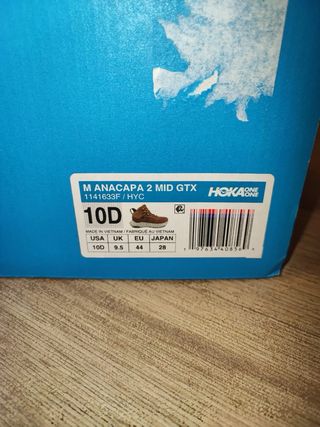 M ANACAPA 2 MID GTX
HOKA ONE ONE
1141633F / HYC
10D
MADE IN VIETNAM / FABRIQUÉ AU VIETNAM
USA UK EU JAPAN
10D 9.5 44 28